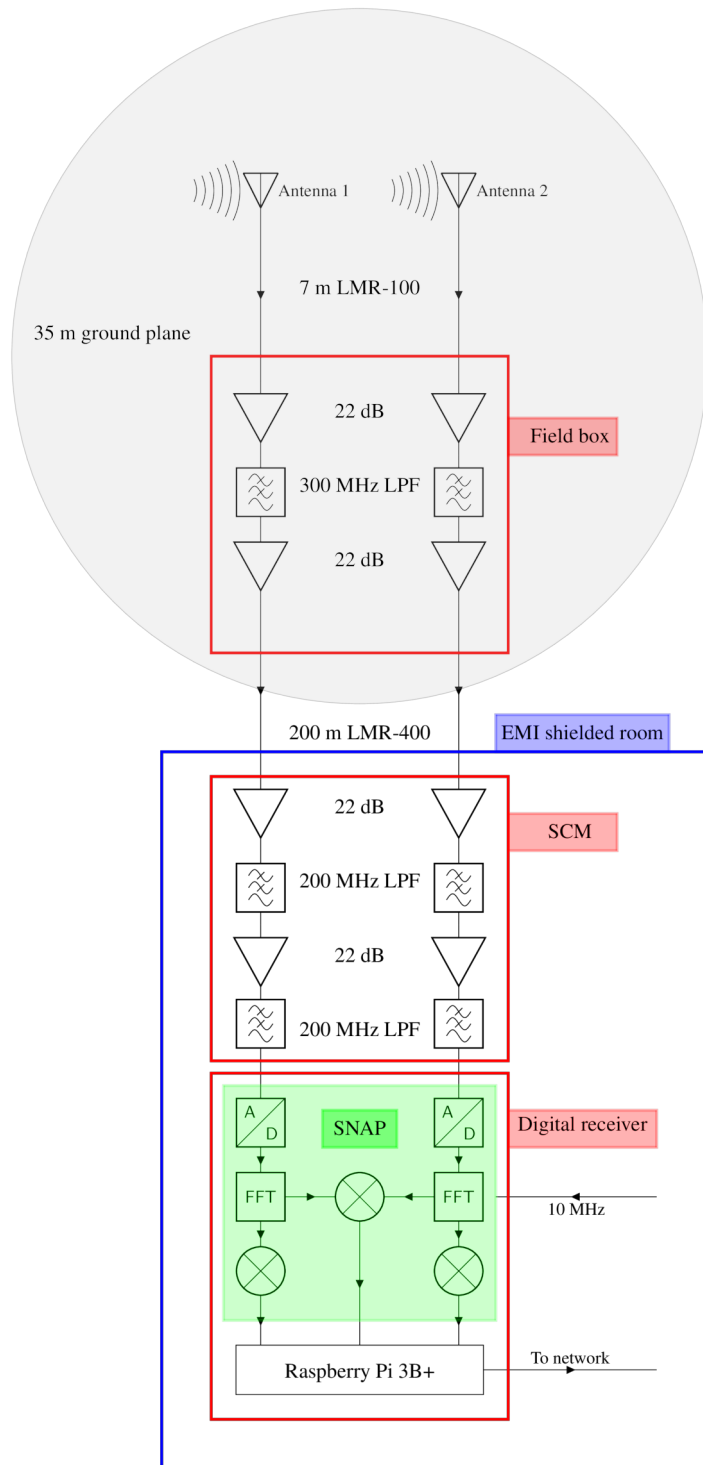 Antenna 1
Antenna 2
7 m LMR-100
35 m ground plane
22 dB
Field box
300 MHz LPF
22 dB
200 m LMR-400
EMI shielded room
22 dB
SCM
200 MHz LPF
22 dB
200 MHz LPF
A
D
SNAP
A
D
Digital receiver
FFT
FFT
10 MHz
To network
Raspberry Pi 3B+